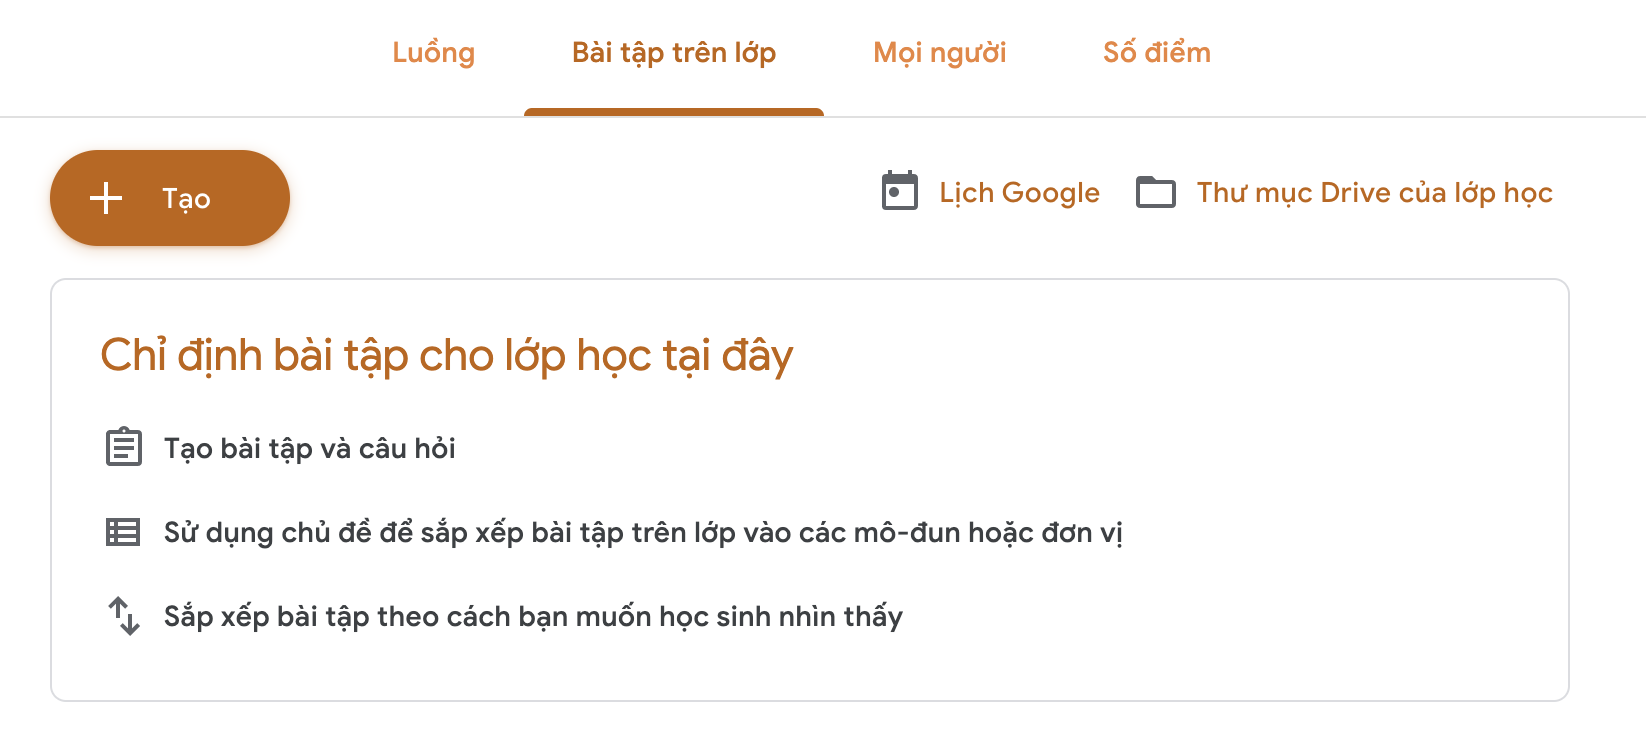 Luồng
Bài tập trên lớp
Mọi người
Số điểm
Tạo
Lịch Google
Thư mục Drive của lớp học
Chỉ định bài tập cho lớp học tại đây
Tạo bài tập và câu hỏi
Sử dụng chủ đề để sắp xếp bài tập trên lớp vào các mô-đun hoặc đơn vị
Sắp xếp bài tập theo cách bạn muốn học sinh nhìn thấy